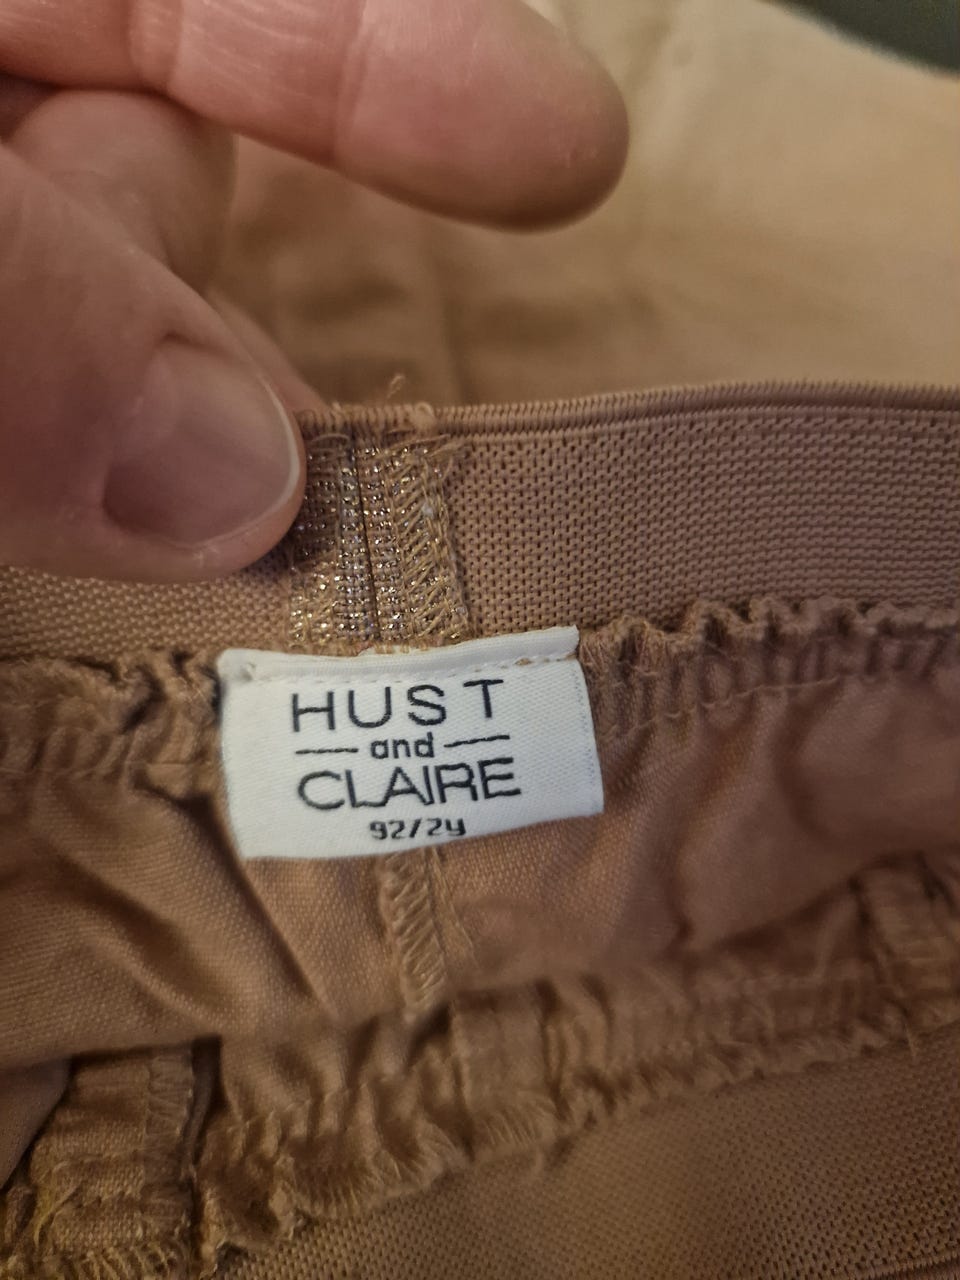 HUST
and
CLAIRE
92/2y